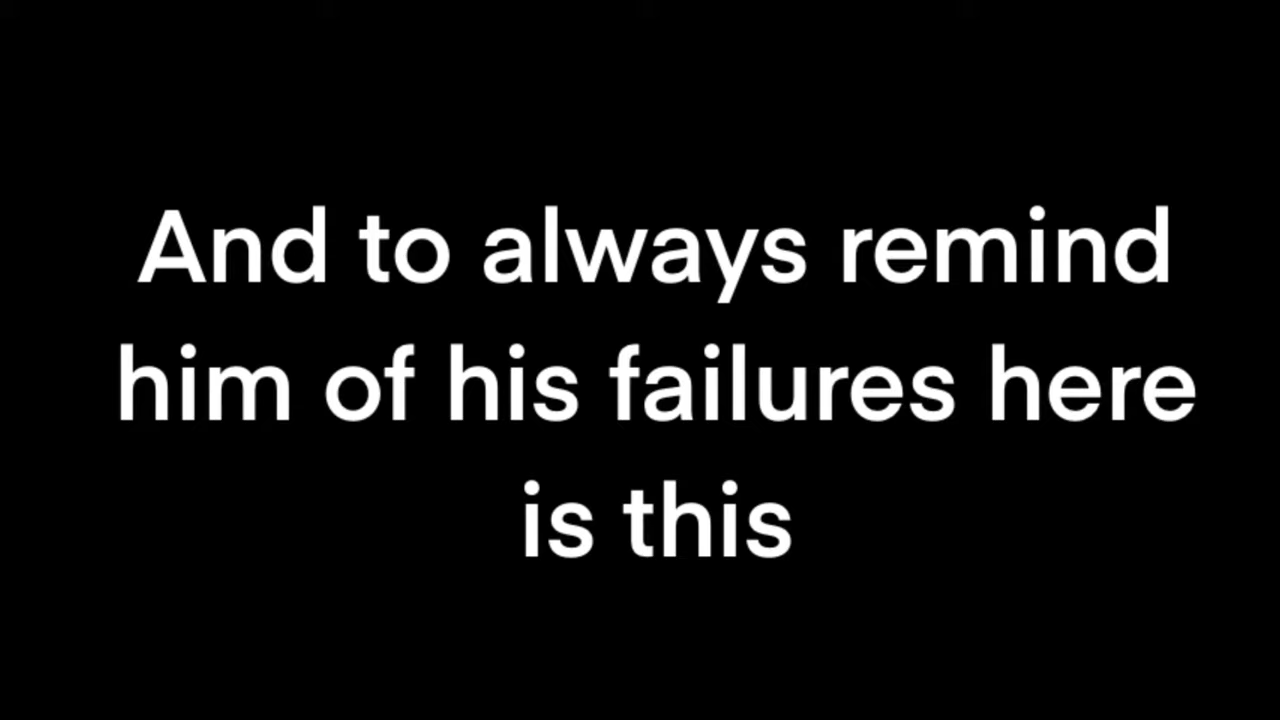 And to always remind
him of his failures here
is this